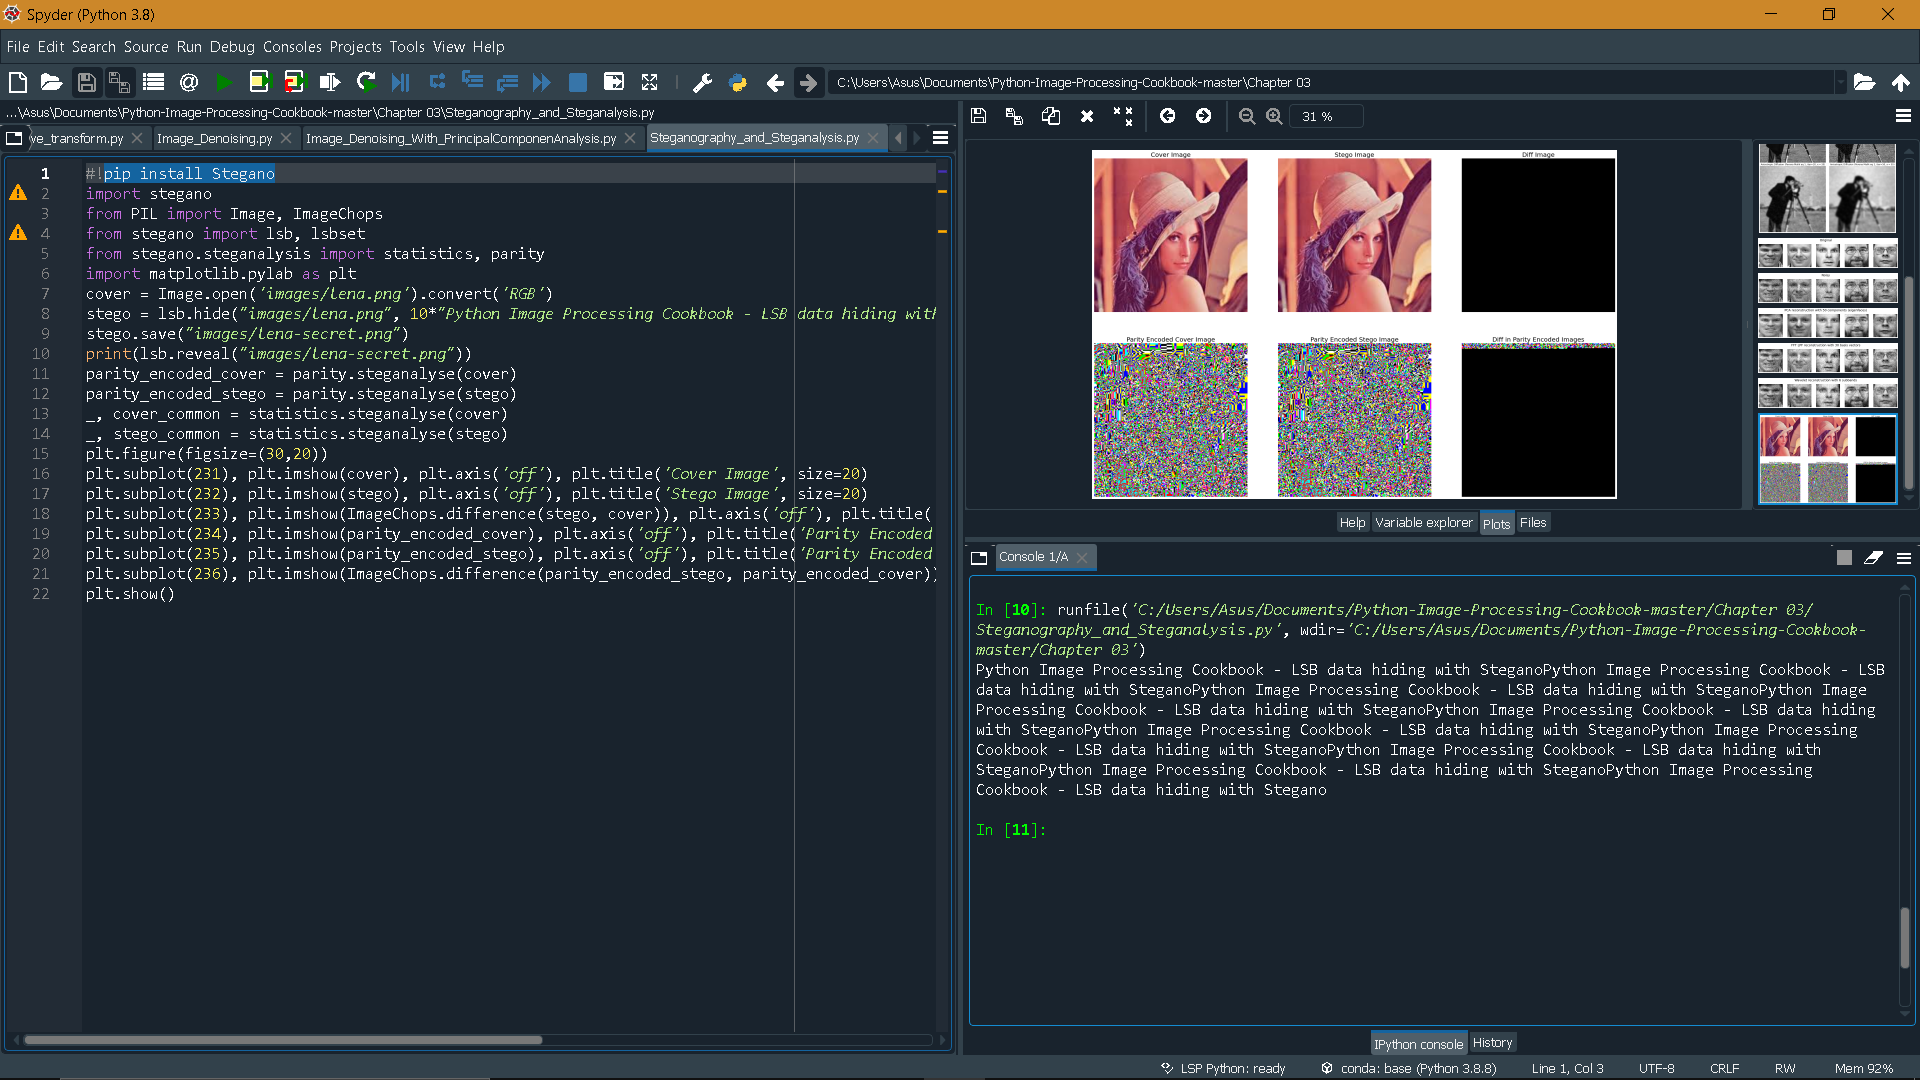 Spyder (Python 3.8)
File Edit Search Source Run Debug Consoles Projects Tools View Help
C:\Users\Asus\Documents\Python-Image-Processing-Cookbook-master\Chapter 03
...\Asus\Documents\Python-Image-Processing-Cookbook-master\Chapter 03\Steganography_and_Steganalysis.py
ve_transform.py Image_Denoising.py Image_Denoising_With_PrincipalComponenAnalysis.py Steganography_and_Steganalysis.py
1 #!pip install Stegano
2 import stegano
3 from PIL import Image, ImageChops
4 from stegano import lsb, lsbset
5 from stegano.steganalysis import statistics, parity
6 import matplotlib.pylab as plt
7 cover = Image.open('images/lena.png').convert('RGB')
8 stego = lsb.hide("images/lena.png", 10*"Python Image Processing Cookbook - LSB data hiding with
9 stego.save("images/lena-secret.png")
10 print(lsb.reveal("images/lena-secret.png"))
11 parity_encoded_cover = parity.steganalyse(cover)
12 parity_encoded_stego = parity.steganalyse(stego)
13 _, cover_common = statistics.steganalyse(cover)
14 _, stego_common = statistics.steganalyse(stego)
15 plt.figure(figsize=(30,20))
16 plt.subplot(231), plt.imshow(cover), plt.axis('off'), plt.title('Cover Image', size=20)
17 plt.subplot(232), plt.imshow(stego), plt.axis('off'), plt.title('Stego Image', size=20)
18 plt.subplot(233), plt.imshow(ImageChops.difference(stego, cover)), plt.axis('off'), plt.title(
19 plt.subplot(234), plt.imshow(parity_encoded_cover), plt.axis('off'), plt.title('Parity Encoded
20 plt.subplot(235), plt.imshow(parity_encoded_stego), plt.axis('off'), plt.title('Parity Encoded
21 plt.subplot(236), plt.imshow(ImageChops.difference(parity_encoded_stego, parity_encoded_cover))
22 plt.show()
31 %
Cover Image Stego Image Diff Image
Parity Encoded Cover Image Parity Encoded Stego Image Diff in Parity Encoded Images
Help Variable explorer Plots Files
Console 1/A
In [10]: runfile('C:/Users/Asus/Documents/Python-Image-Processing-Cookbook-master/Chapter 03/
Steganography_and_Steganalysis.py', wdir='C:/Users/Asus/Documents/Python-Image-Processing-Cookbook-
master/Chapter 03')
Python Image Processing Cookbook - LSB data hiding with SteganoPython Image Processing Cookbook - LSB
data hiding with SteganoPython Image Processing Cookbook - LSB data hiding with SteganoPython Image
Processing Cookbook - LSB data hiding with SteganoPython Image Processing Cookbook - LSB data hiding
with SteganoPython Image Processing Cookbook - LSB data hiding with SteganoPython Image Processing
Cookbook - LSB data hiding with SteganoPython Image Processing Cookbook - LSB data hiding with
SteganoPython Image Processing Cookbook - LSB data hiding with SteganoPython Image Processing
Cookbook - LSB data hiding with Stegano
In [11]:
IPython console History
LSP Python: ready conda: base (Python 3.8.8) Line 1, Col 3 UTF-8 CRLF RW Mem 92%